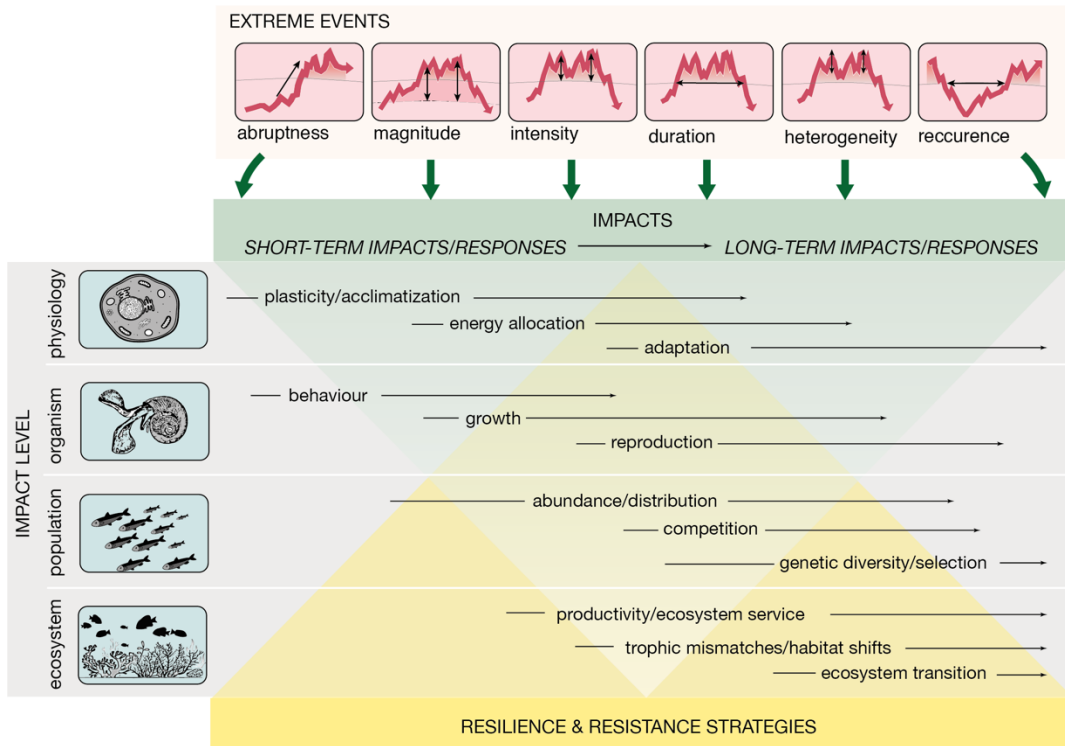 EXTREME EVENTS
abruptness
magnitude
intensity
duration
heterogeneity
reccurence
IMPACTS
SHORT-TERM IMPACTS/RESPONSES
LONG-TERM IMPACTS/RESPONSES
IMPACT LEVEL
physiology
plasticity/acclimatization
energy allocation
adaptation
organism
behaviour
growth
reproduction
population
abundance/distribution
competition
genetic diversity/selection
ecosystem
productivity/ecosystem service
trophic mismatches/habitat shifts
ecosystem transition
RESILIENCE & RESISTANCE STRATEGIES